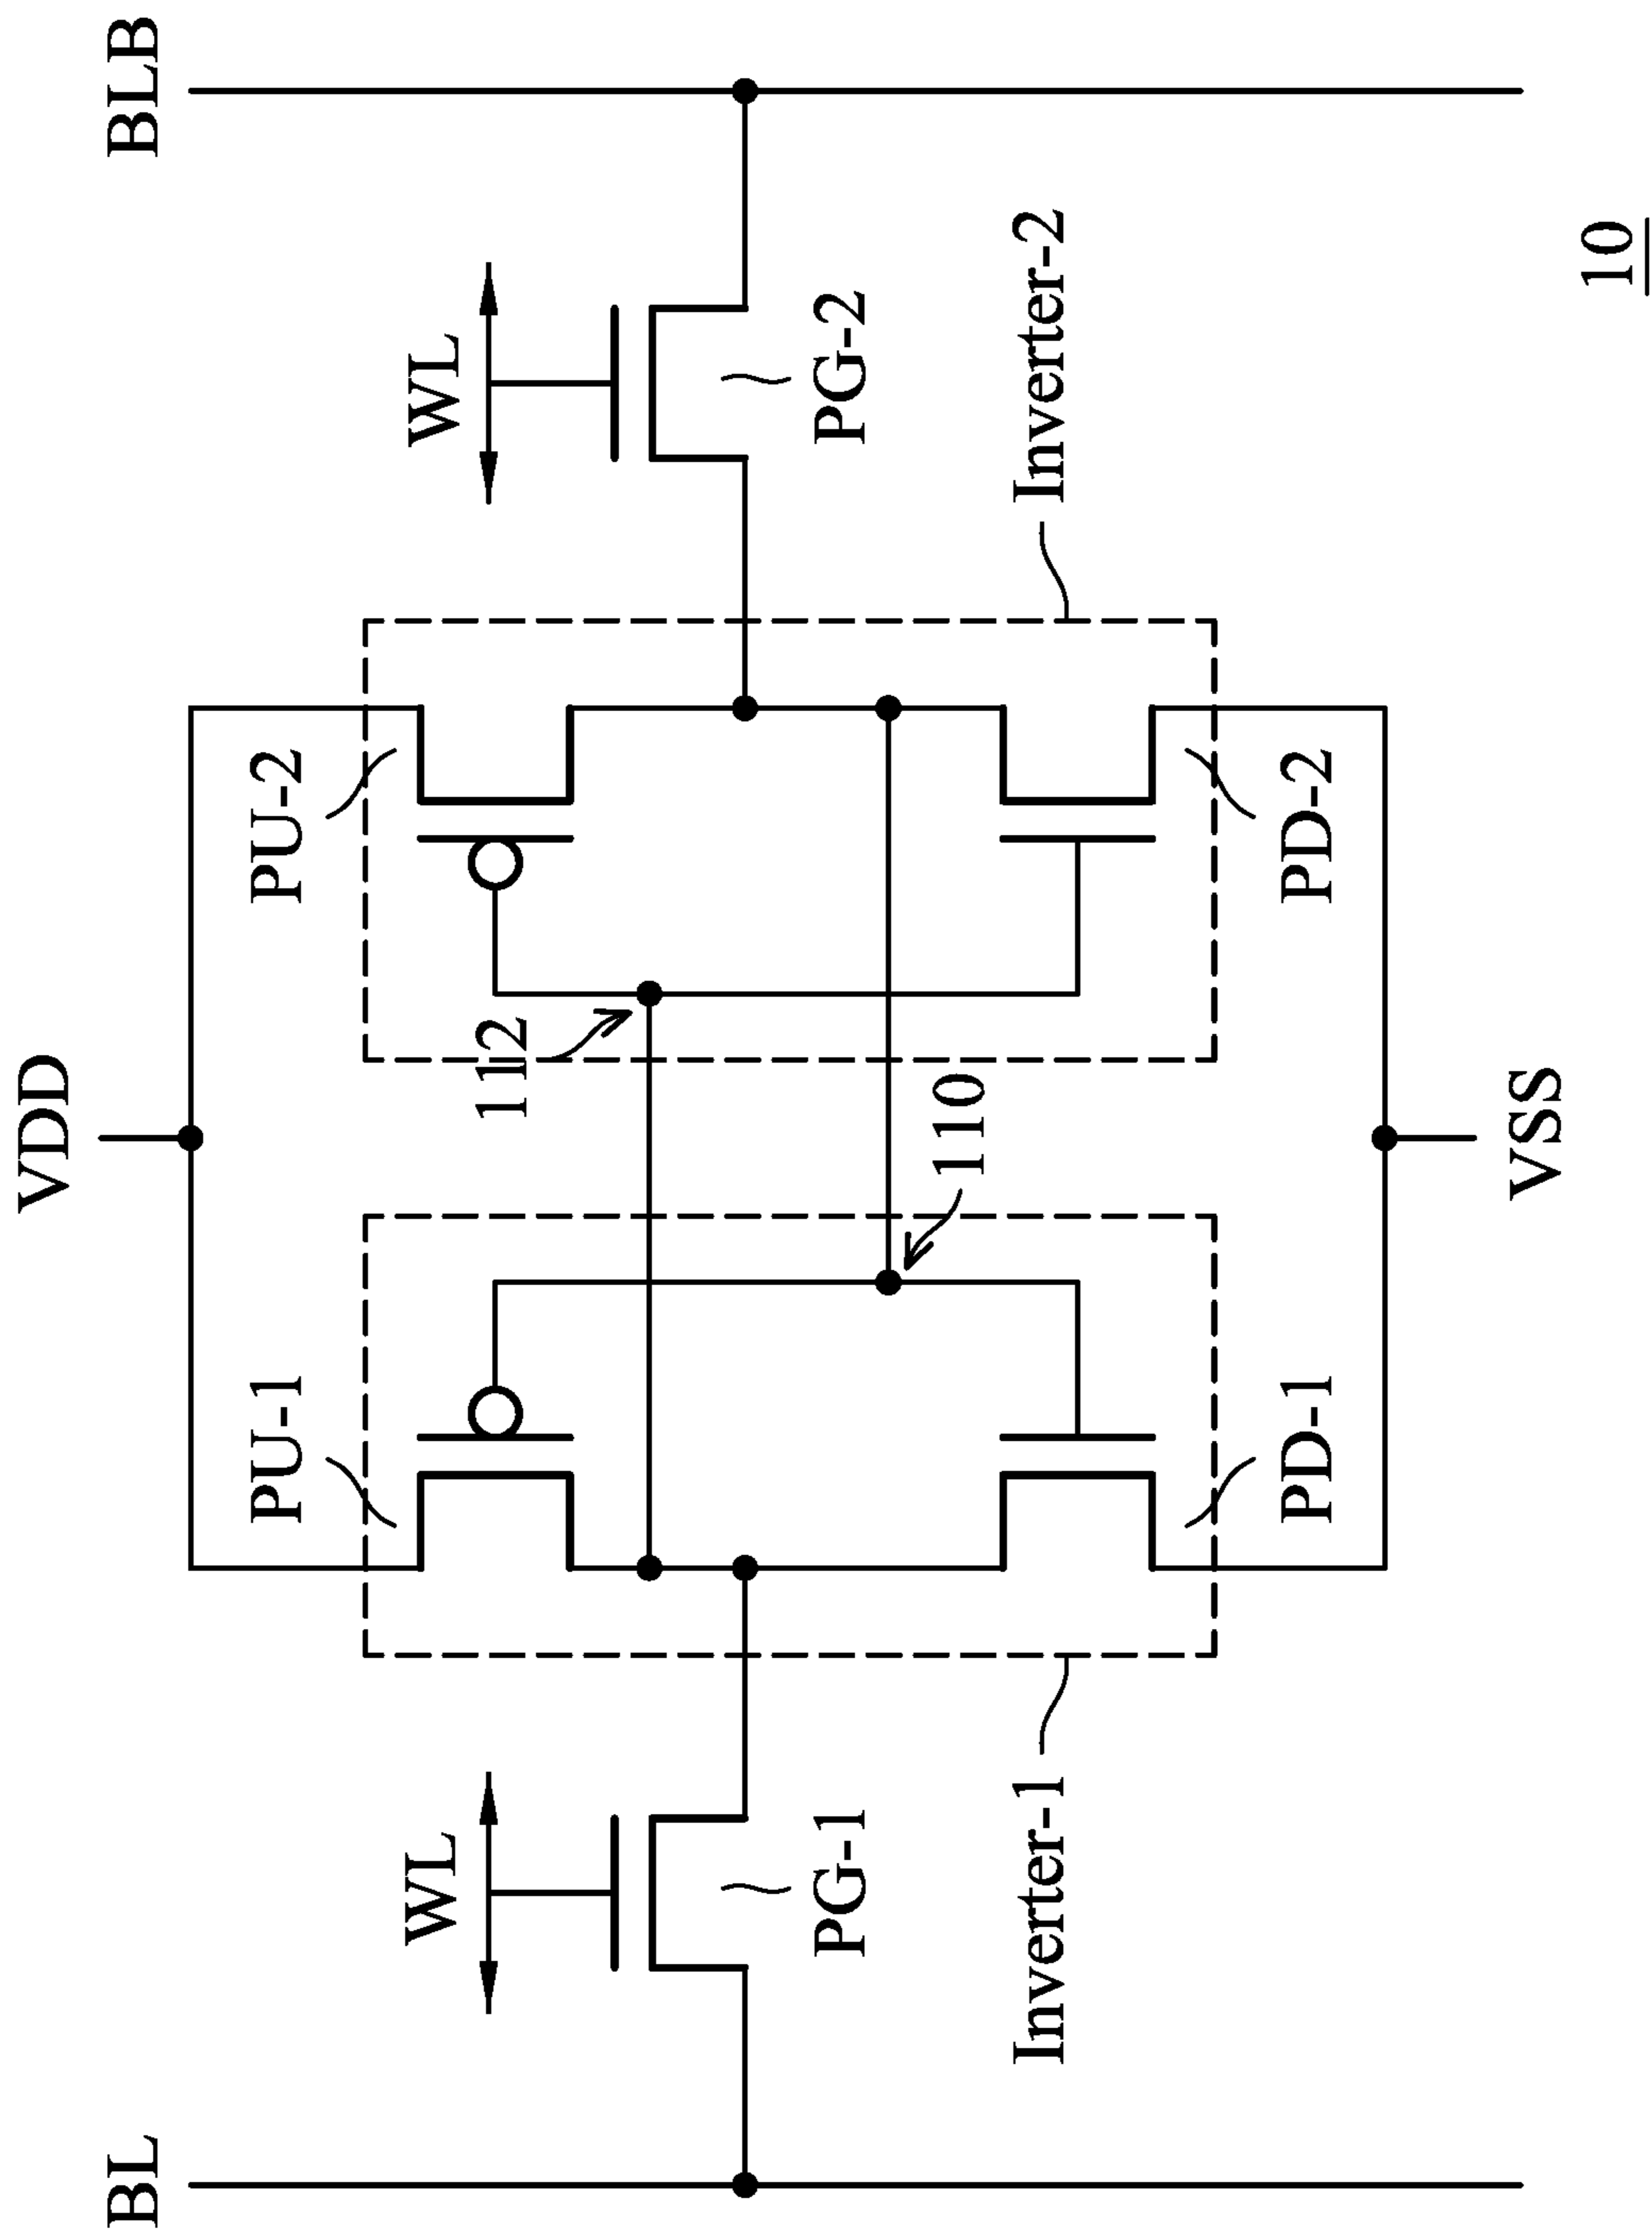 VDD
BL
BLB
PU-1
PU-2
WL
WL
112
PG-1
PG-2
110
Inverter-1
Inverter-2
PD-1
PD-2
VSS
10